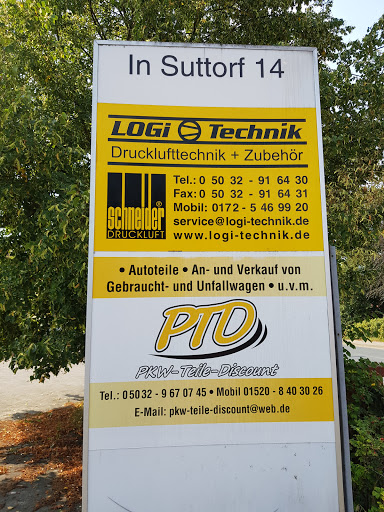 In Suttorf 14
LOGi Technik
Drucklufttechnik + Zubehör
schneider®
DRUCKLUFT
Tel.: 0 50 32 - 91 64 30
Fax: 0 50 32 - 91 64 31
Mobil: 0172 - 5 46 99 20
service@logi-technik.de
www.logi-technik.de
• Autoteile • An- und Verkauf von
Gebraucht- und Unfallwagen • u.v.m.
PTD
PKW-Teile-Discount
Tel.: 0 50 32 - 9 67 07 45 • Mobil 01520 - 8 40 30 26
E-Mail: pkw-teile-discount@web.de